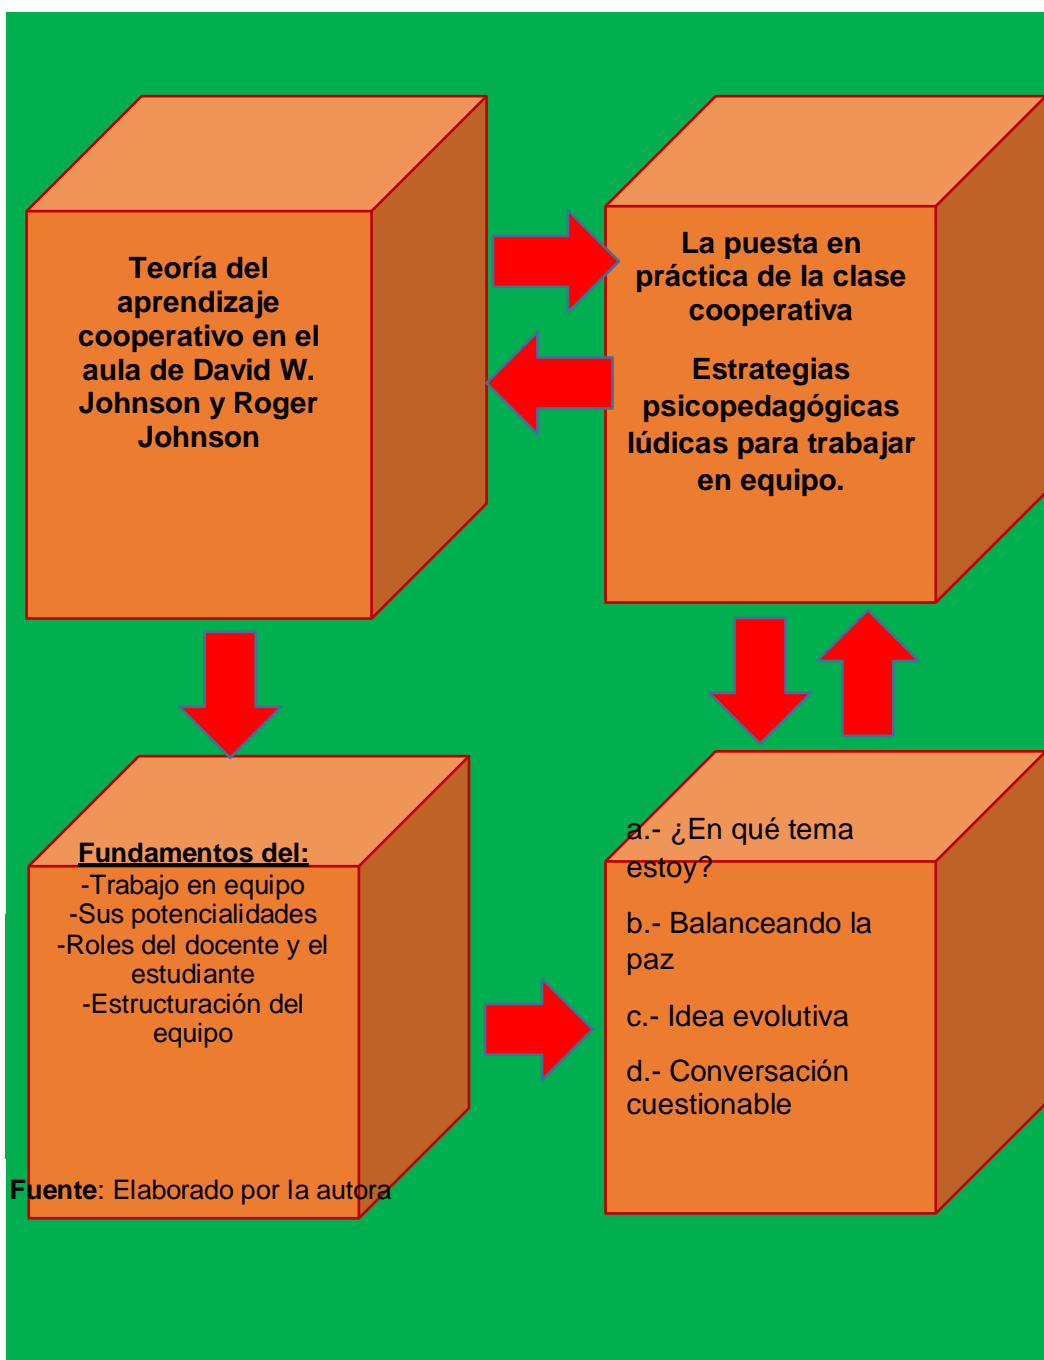 Teoría del
aprendizaje
cooperativo en el
aula de David W.
Johnson y Roger
Johnson
La puesta en
práctica de la clase
cooperativa
Estrategias
psicopedagógicas
lúdicas para trabajar
en equipo.
Fundamentos del:
-Trabajo en equipo
-Sus potencialidades
-Roles del docente y el
estudiante
-Estructuración del
equipo
a.- ¿En qué tema
estoy?
b.- Balanceando la
paz
c.- Idea evolutiva
d.- Conversación
cuestionable
Fuente: Elaborado por la autora